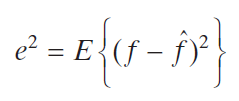 e² = E{(f − f̂)²}